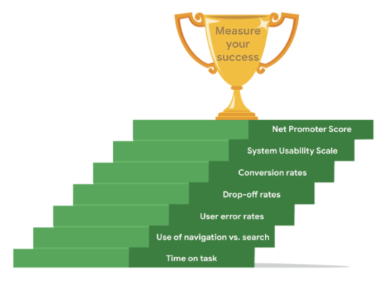 Measure
your
success
Net Promoter Score
System Usability Scale
Conversion rates
Drop-off rates
User error rates
Use of navigation vs. search
Time on task